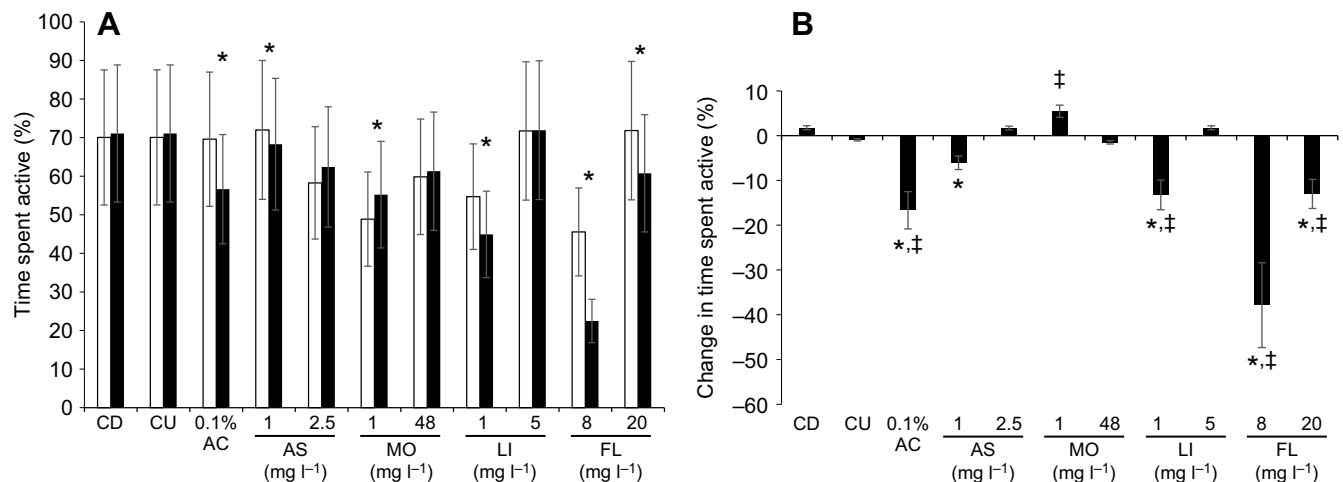 A
Time spent active (%)
100
90
80
70
60
50
40
30
20
10
0
* * * * * *
CD CU 0.1% 1 2.5 1 48 1 5 8 20
AC AS MO LI FL
(mg l–1) (mg l–1) (mg l–1) (mg l–1)
B
Change in time spent active (%)
10
0
–10
–20
–30
–40
–50
–60
‡
*
*,‡ *,‡ *,‡
*,‡
CD CU 0.1% 1 2.5 1 48 1 5 8 20
AC AS MO LI FL
(mg l–1) (mg l–1) (mg l–1) (mg l–1)